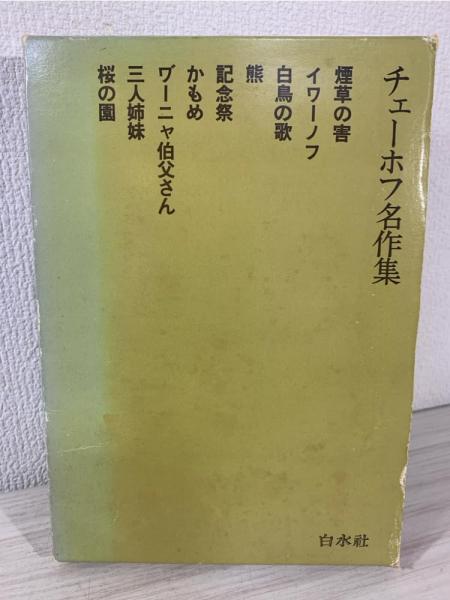 チェーホフ名作集
煙草の害
イワーノフ
白鳥の歌
熊
記念祭
かもめ
ワーニャ伯父さん
三人姉妹
桜の園
白水社